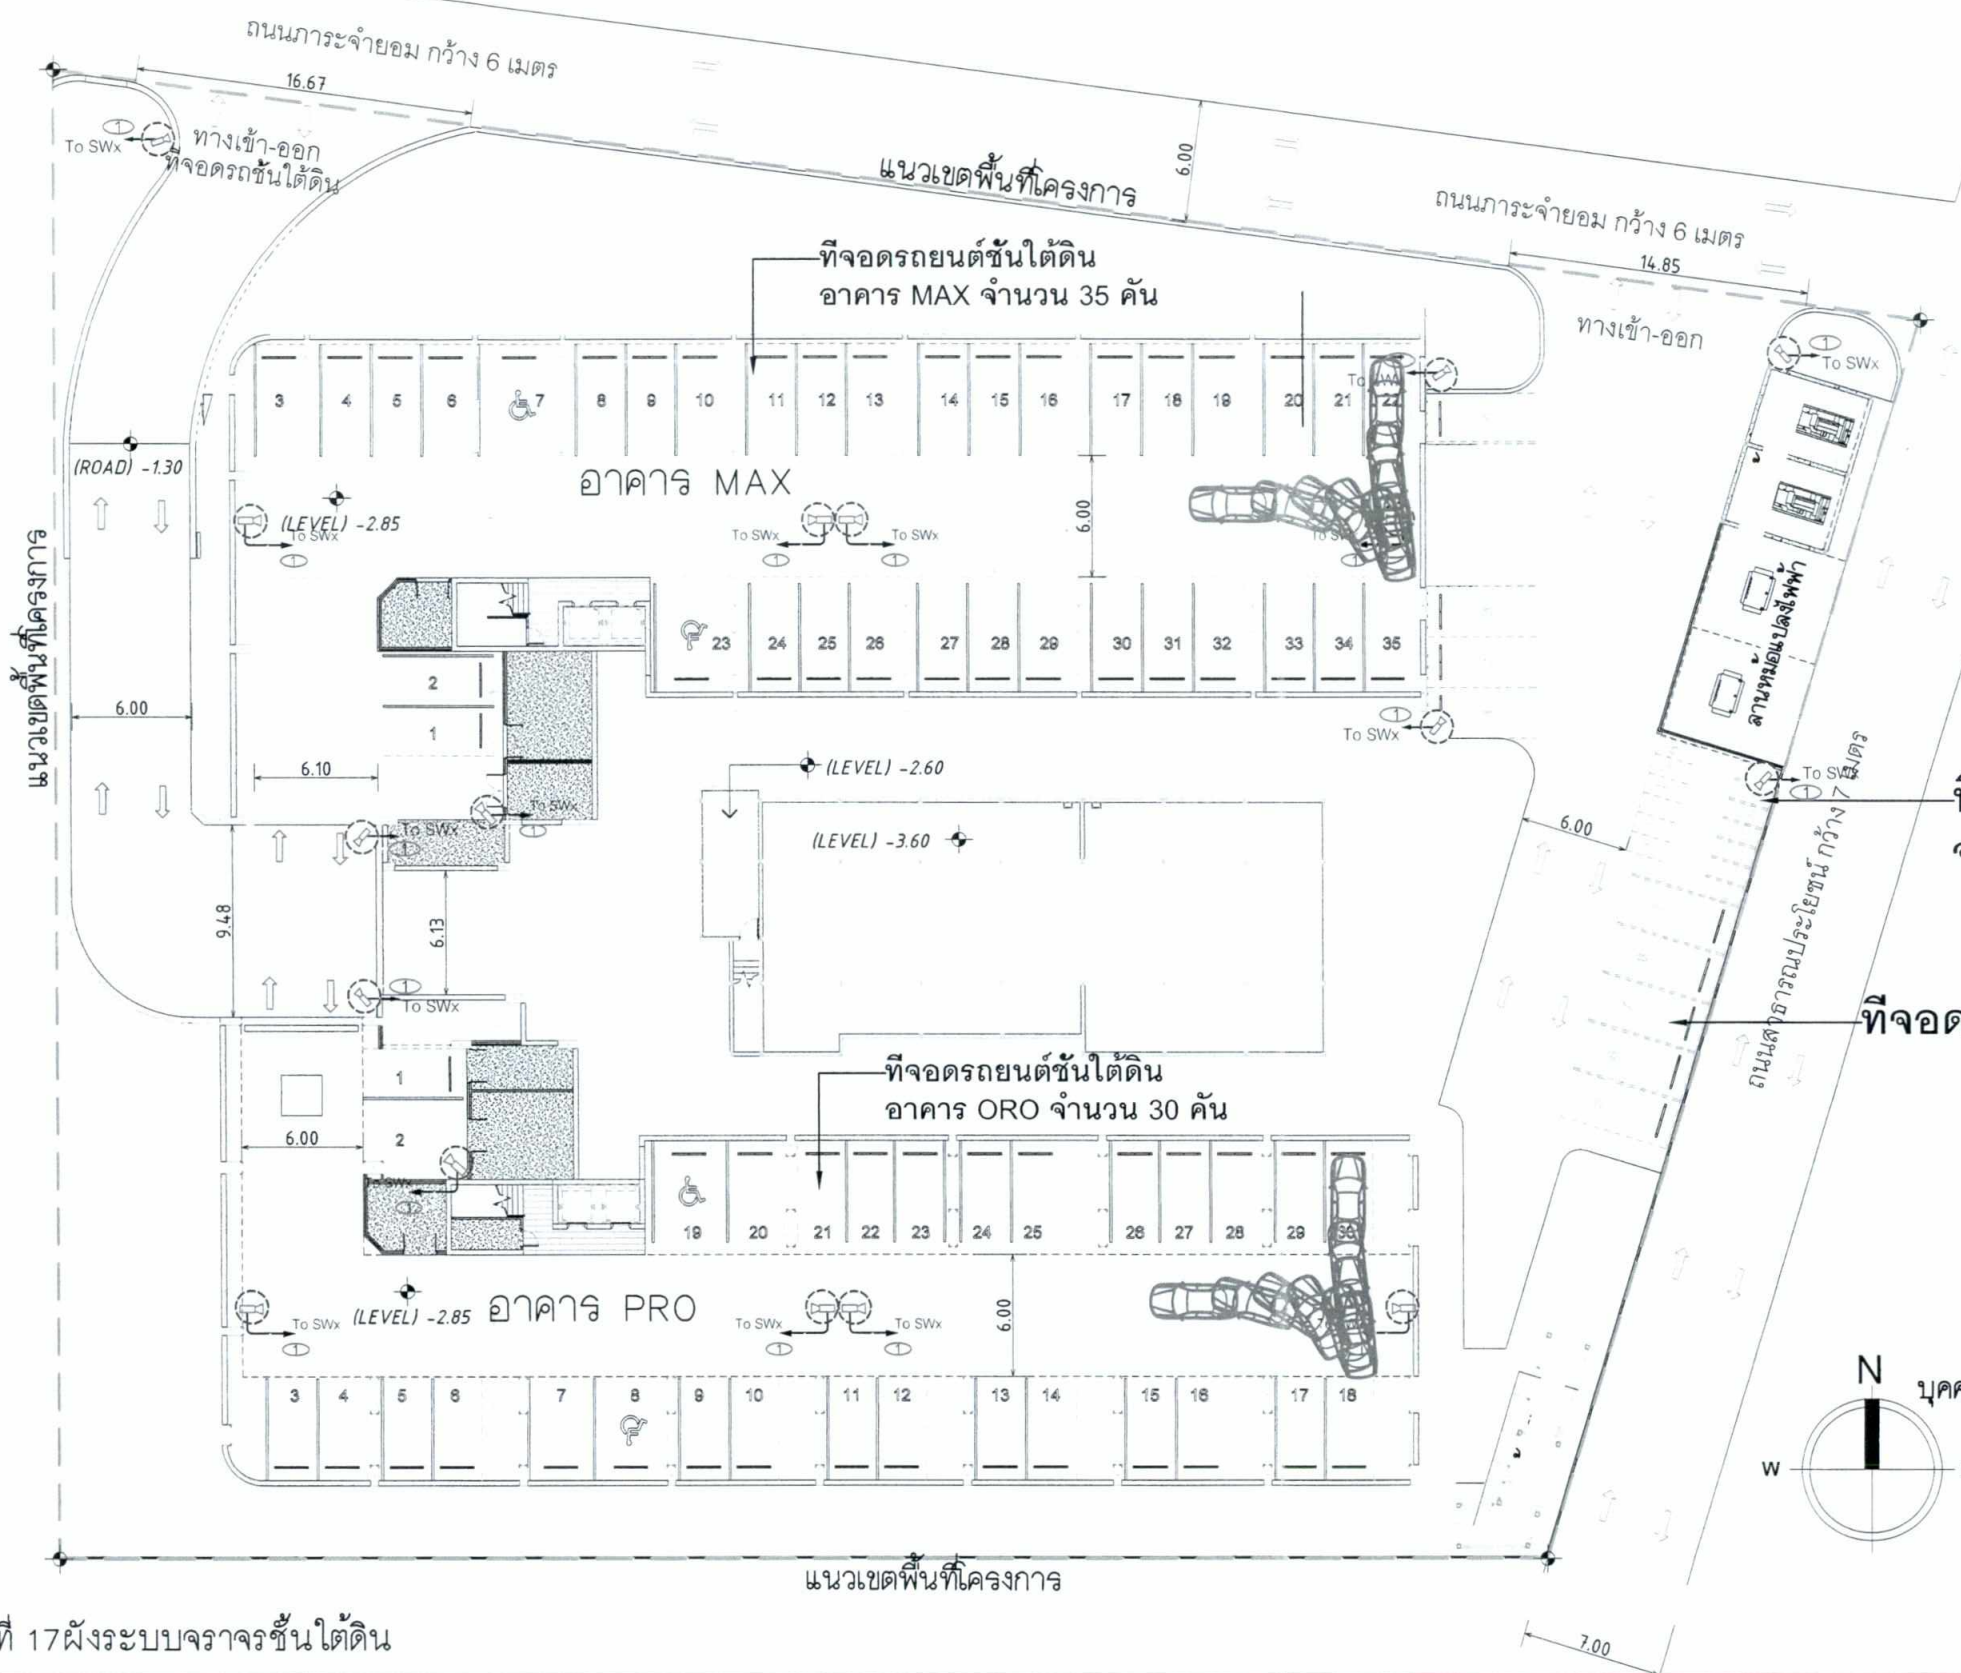 ถนนภาระจำยอม กว้าง 6 เมตร
16.67
To SWx
1
ทางเข้า-ออก
ที่จอดรถชั้นใต้ดิน
แนวเขตพื้นที่โครงการ
6.00
ถนนภาระจำยอม กว้าง 6 เมตร
14.85
ทางเข้า-ออก
1
To SWx
ที่จอดรถยนต์ชั้นใต้ดิน
อาคาร MAX จำนวน 35 คัน
3 4 5 6 7 8 9 10 11 12 13 14 15 16 17 18 19 20 21 22
(ROAD) -1.30
อาคาร MAX
(LEVEL) -2.85
To SWx
1
To SWx
1
To SWx
1
6.00
1
แนวเขตพื้นที่โครงการ
23 24 25 26 27 28 29 30 31 32 33 34 35
ลานหม้อแปลงไฟฟ้า
2
1
6.00
6.10
1
To SWx
(LEVEL) -2.60
To SWx
1
To SWx
1
To SWx
1
(LEVEL) -3.60
6.00
ถนนสาธารณประโยชน์ กว้าง 7 เมตร
9.48
6.13
1
To SWx
ที่จอด
1
2
6.00
ที่จอดรถยนต์ชั้นใต้ดิน
อาคาร ORO จำนวน 30 คัน
1
19 20 21 22 23 24 25 26 27 28 29 30
(LEVEL) -2.85
อาคาร PRO
To SWx
1
To SWx
1
To SWx
1
6.00
3 4 5 6 7 8 9 10 11 12 13 14 15 16 17 18
N
W
แนวเขตพื้นที่โครงการ
ที่ 17ผังระบบจราจรชั้นใต้ดิน
7.00